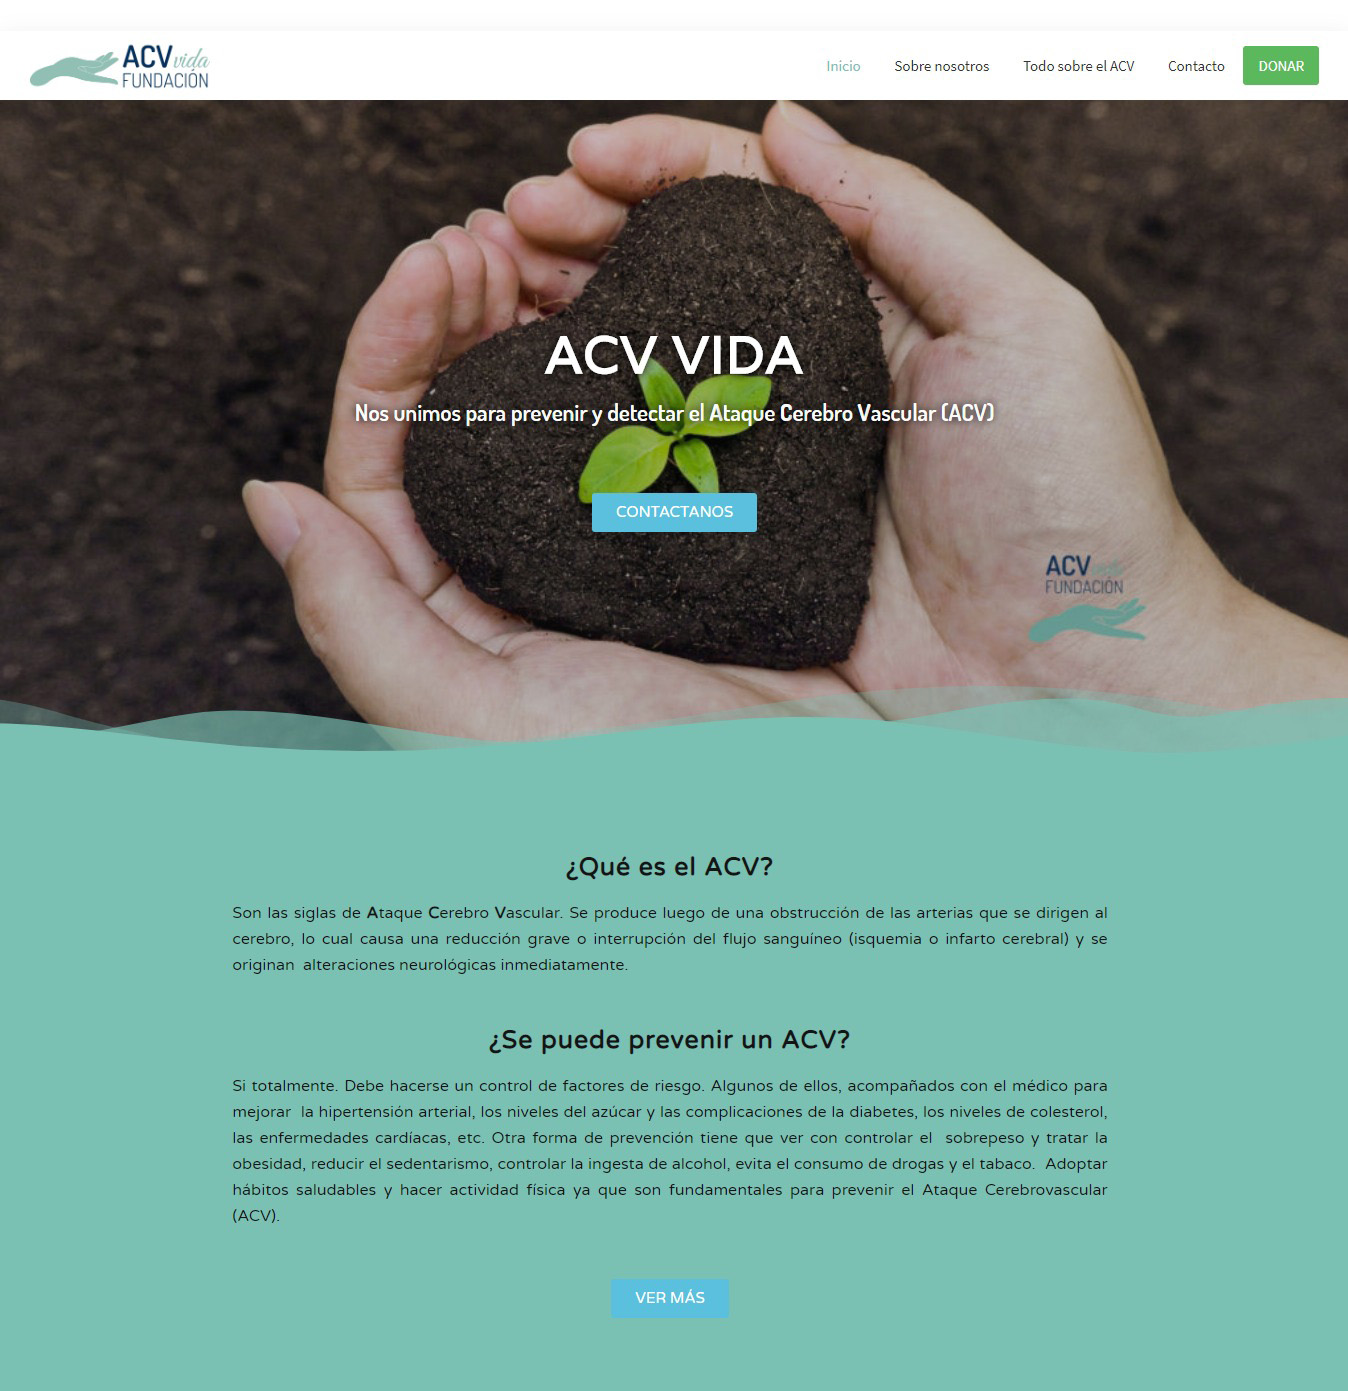 ACV vida
FUNDACIÓN
Inicio
Sobre nosotros
Todo sobre el ACV
Contacto
DONAR
ACV VIDA
Nos unimos para prevenir y detectar el Ataque Cerebro Vascular (ACV)
CONTACTANOS
ACV
FUNDACIÓN
¿Qué es el ACV?
Son las siglas de Ataque Cerebro Vascular. Se produce luego de una obstrucción de las arterias que se dirigen al
cerebro, lo cual causa una reducción grave o interrupción del flujo sanguíneo (isquemia o infarto cerebral) y se
originan alteraciones neurológicas inmediatamente.
¿Se puede prevenir un ACV?
Si totalmente. Debe hacerse un control de factores de riesgo. Algunos de ellos, acompañados con el médico para
mejorar la hipertensión arterial, los niveles del azúcar y las complicaciones de la diabetes, los niveles de colesterol,
las enfermedades cardíacas, etc. Otra forma de prevención tiene que ver con controlar el sobrepeso y tratar la
obesidad, reducir el sedentarismo, controlar la ingesta de alcohol, evita el consumo de drogas y el tabaco. Adoptar
hábitos saludables y hacer actividad física ya que son fundamentales para prevenir el Ataque Cerebrovascular
(ACV).
VER MÁS